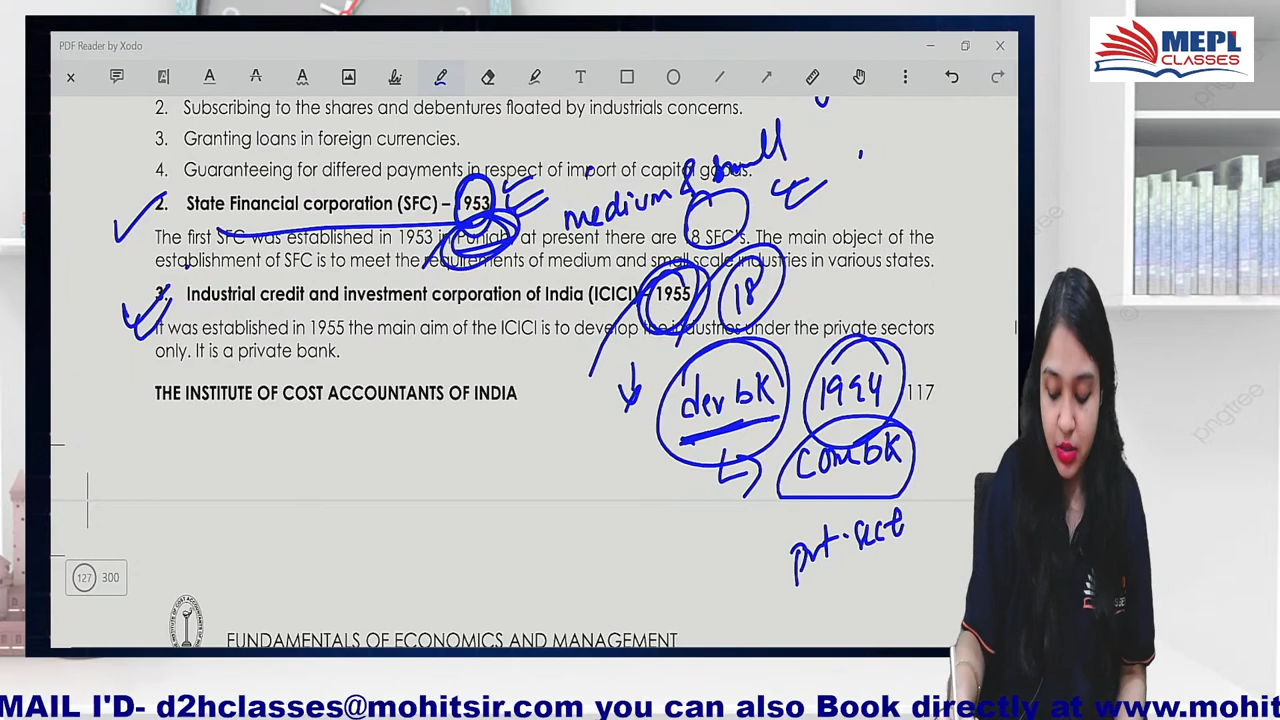 PDF Reader by Xodo
MEPL
CLASSES
2. Subscribing to the shares and debentures floated by industrials concerns.
3. Granting loans in foreign currencies.
4. Guaranteeing for differed payments in respect of import of capital goods.
medium & small
2. State Financial corporation (SFC) – 1953
The first SFC was established in 1953 in Punjab, at present there are 18 SFC's. The main object of the
establishment of SFC is to meet the requirements of medium and small scale industries in various states.
3. Industrial credit and investment corporation of India (ICICI) – 1955
18
It was established in 1955 the main aim of the ICICI is to develop the industries under the private sectors
only. It is a private bank.
dev bk 1994
THE INSTITUTE OF COST ACCOUNTANTS OF INDIA 117
com bk
pvt. sect
127 300
FUNDAMENTALS OF ECONOMICS AND MANAGEMENT
pngtree
MAIL I'D- d2hclasses@mohitsir.com you can also Book directly at www.mohit